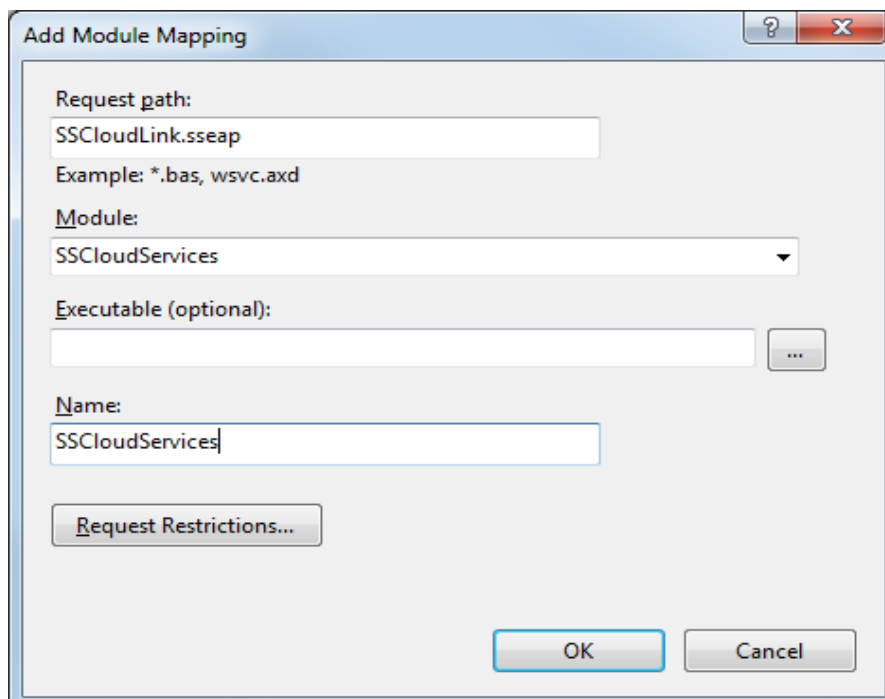 Add Module Mapping
?
Request path:
SSCloudLink.sseap
Example: *.bas, wsvc.axd
Module:
SSCloudServices
Executable (optional):
...
Name:
SSCloudServices
Request Restrictions...
OK
Cancel